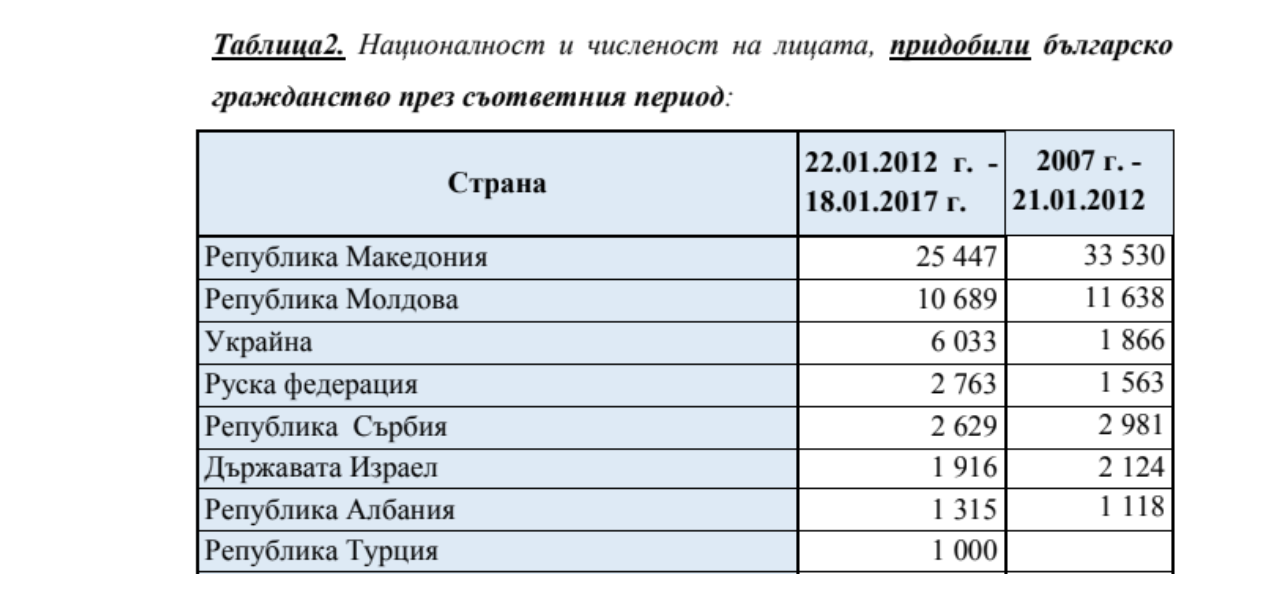 Таблица2. Националност и численост на лицата, придобили българско
гражданство през съответния период:
Страна
22.01.2012 г. -
18.01.2017 г.
2007 г. -
21.01.2012
Република Македония 25 447 33 530
Република Молдова 10 689 11 638
Украйна 6 033 1 866
Руска федерация 2 763 1 563
Република Сърбия 2 629 2 981
Държавата Израел 1 916 2 124
Република Албания 1 315 1 118
Република Турция 1 000